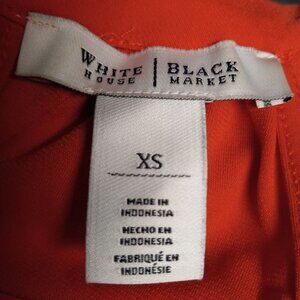 WHITE HOUSE | BLACK MARKET
XS
MADE IN
INDONESIA
HECHO EN
INDONESIA
FABRIQUÉ EN
INDONÉSIE